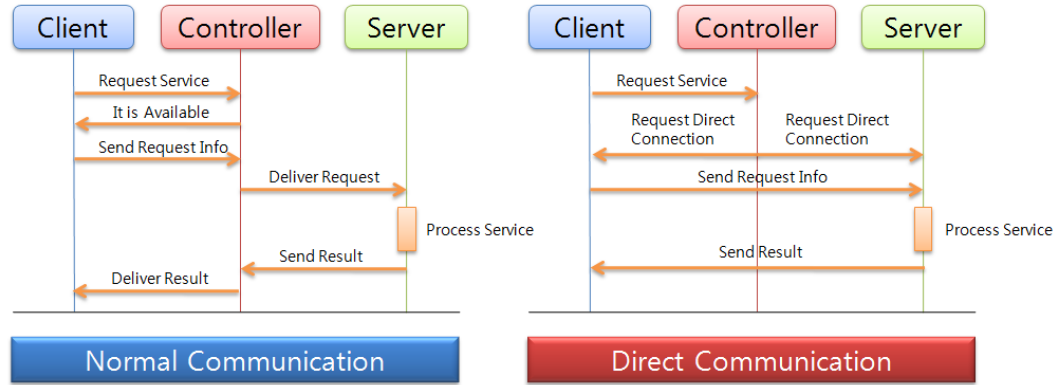 Client
Controller
Server
Request Service
It is Available
Send Request Info
Deliver Request
Process Service
Send Result
Deliver Result
Normal Communication
Client
Controller
Server
Request Service
Request Direct
Connection
Request Direct
Connection
Send Request Info
Process Service
Send Result
Direct Communication